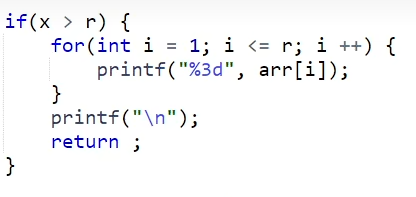 if(x > r) {
    for(int i = 1; i <= r; i ++) {
        printf("%3d", arr[i]);
    }
    printf("\n");
    return ;
}